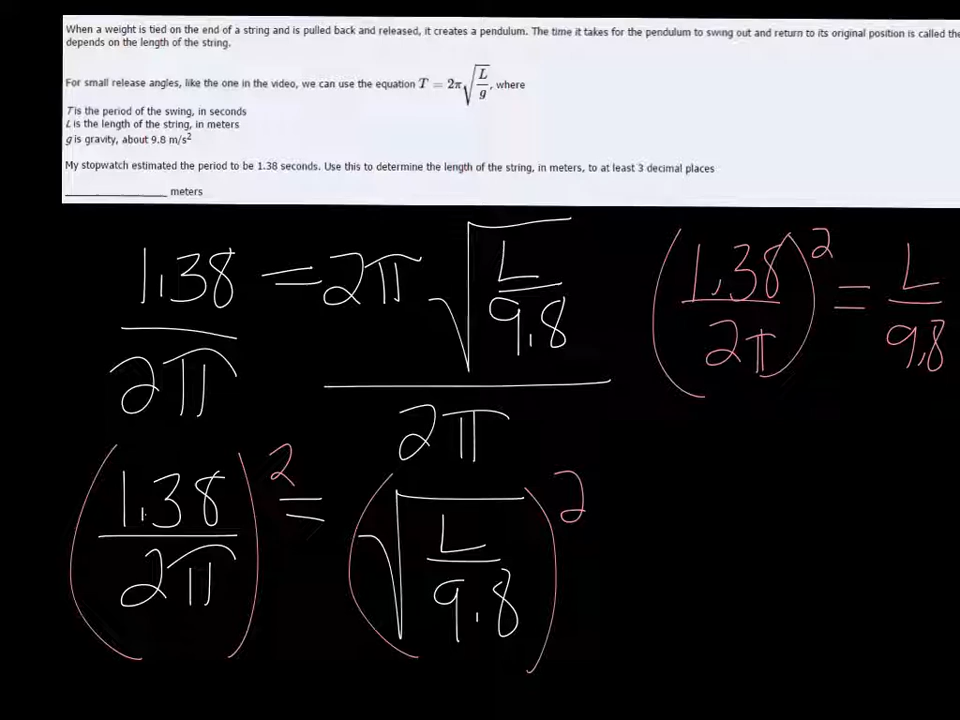 When a weight is tied on the end of a string and is pulled back and released, it creates a pendulum. The time it takes for the pendulum to swing out and return to its original position is called the
depends on the length of the string.
For small release angles, like the one in the video, we can use the equation T = 2π√(L/g), where
T is the period of the swing, in seconds
L is the length of the string, in meters
g is gravity, about 9.8 m/s²
My stopwatch estimated the period to be 1.38 seconds. Use this to determine the length of the string, in meters, to at least 3 decimal places
____________ meters
1.38/2π = 2π√(L/9.8)/2π
(1.38/2π)² = (√(L/9.8))²
(1.38/2π)² = L/9.8